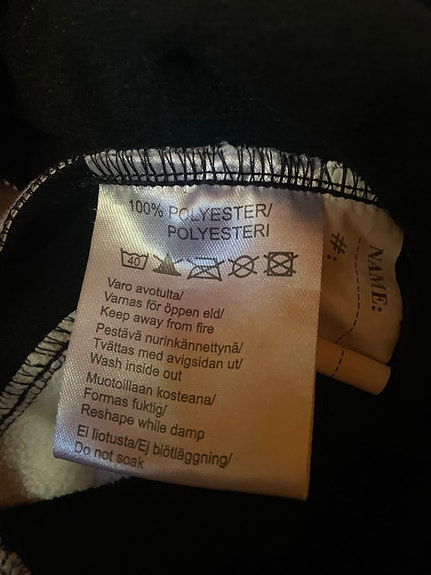 100% POLYESTER/
POLYESTERI
40
Varo avotulta/
Varnas för öppen eld/
Keep away from fire
Pestävä nurinkännettynä/
Tvättas med avigsidan ut/
Wash inside out
Muotoillaan kosteana/
Formas fuktig/
Reshape while damp
Ei liotusta/Ej biötläggning/
Do not soak
NAME:
#: